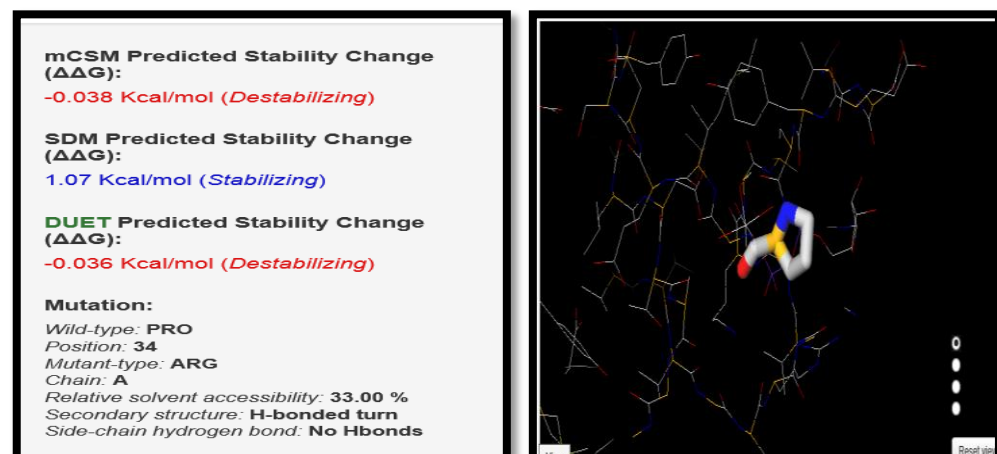 mCSM Predicted Stability Change
(ΔΔG):
-0.038 Kcal/mol (Destabilizing)
SDM Predicted Stability Change
(ΔΔG):
1.07 Kcal/mol (Stabilizing)
DUET Predicted Stability Change
(ΔΔG):
-0.036 Kcal/mol (Destabilizing)
Mutation:
Wild-type: PRO
Position: 34
Mutant-type: ARG
Chain: A
Relative solvent accessibility: 33.00 %
Secondary structure: H-bonded turn
Side-chain hydrogen bond: No Hbonds
Reset view